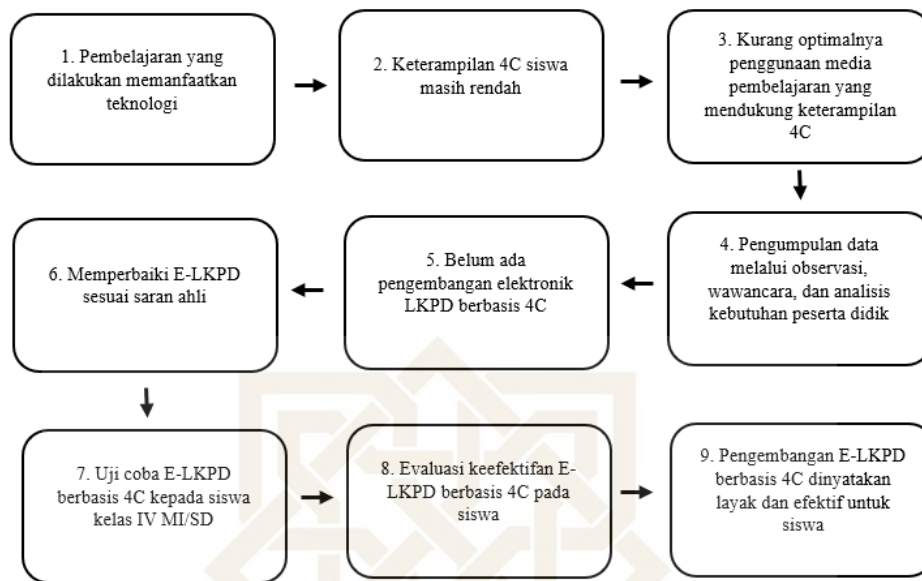 1. Pembelajaran yang
dilakukan memanfaatkan
teknologi
2. Keterampilan 4C siswa
masih rendah
3. Kurang optimalnya
penggunaan media
pembelajaran yang
mendukung keterampilan
4C
4. Pengumpulan data
melalui observasi,
wawancara, dan analisis
kebutuhan peserta didik
5. Belum ada
pengembangan elektronik
LKPD berbasis 4C
6. Memperbaiki E-LKPD
sesuai saran ahli
7. Uji coba E-LKPD
berbasis 4C kepada siswa
kelas IV MI/SD
8. Evaluasi keefektifan E-
LKPD berbasis 4C pada
siswa
9. Pengembangan E-LKPD
berbasis 4C dinyatakan
layak dan efektif untuk
siswa